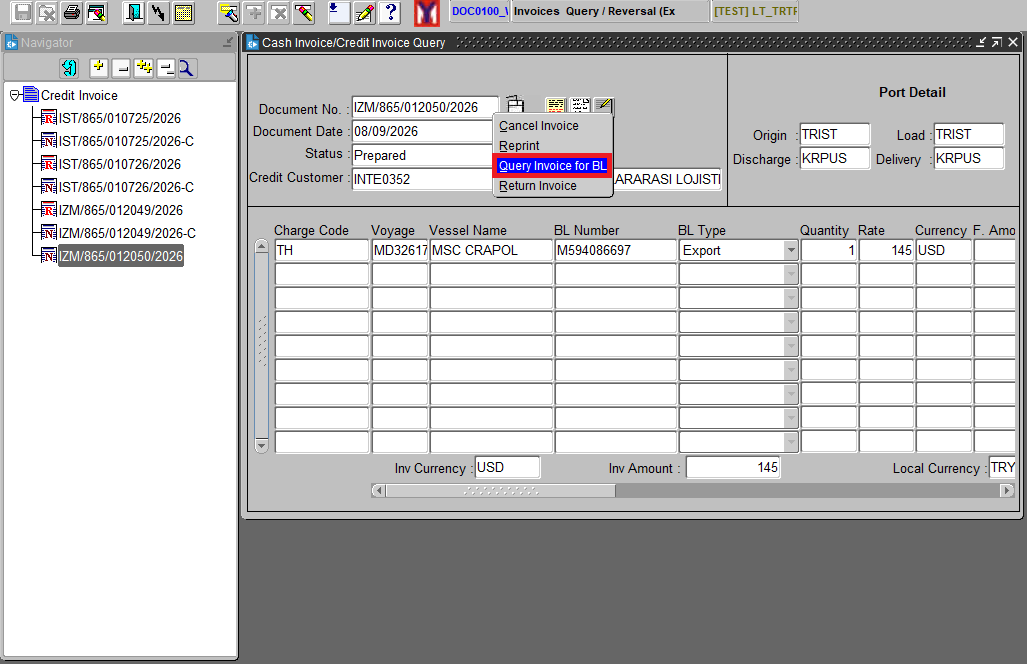 DOC0100_\ Invoices Query / Reversal (Ex [TEST] LT_TRTF
Navigator
Cash Invoice/Credit Invoice Query
Credit Invoice
IST/865/010725/2026
IST/865/010725/2026-C
IST/865/010726/2026
IST/865/010726/2026-C
IZM/865/012049/2026
IZM/865/012049/2026-C
IZM/865/012050/2026
Document No. : IZM/865/012050/2026
Document Date : 08/09/2026
Status : Prepared
Credit Customer : INTE0352 ARARASI LOJISTI
Cancel Invoice
Reprint
Query Invoice for BL
Return Invoice
Port Detail
Origin : TRIST Load : TRIST
Discharge : KRPUS Delivery : KRPUS
Charge Code Voyage Vessel Name BL Number BL Type Quantity Rate Currency F. Amo
TH MD32617 MSC CRAPOL M594086697 Export 1 145 USD
Inv Currency : USD Inv Amount : 145 Local Currency : TRY